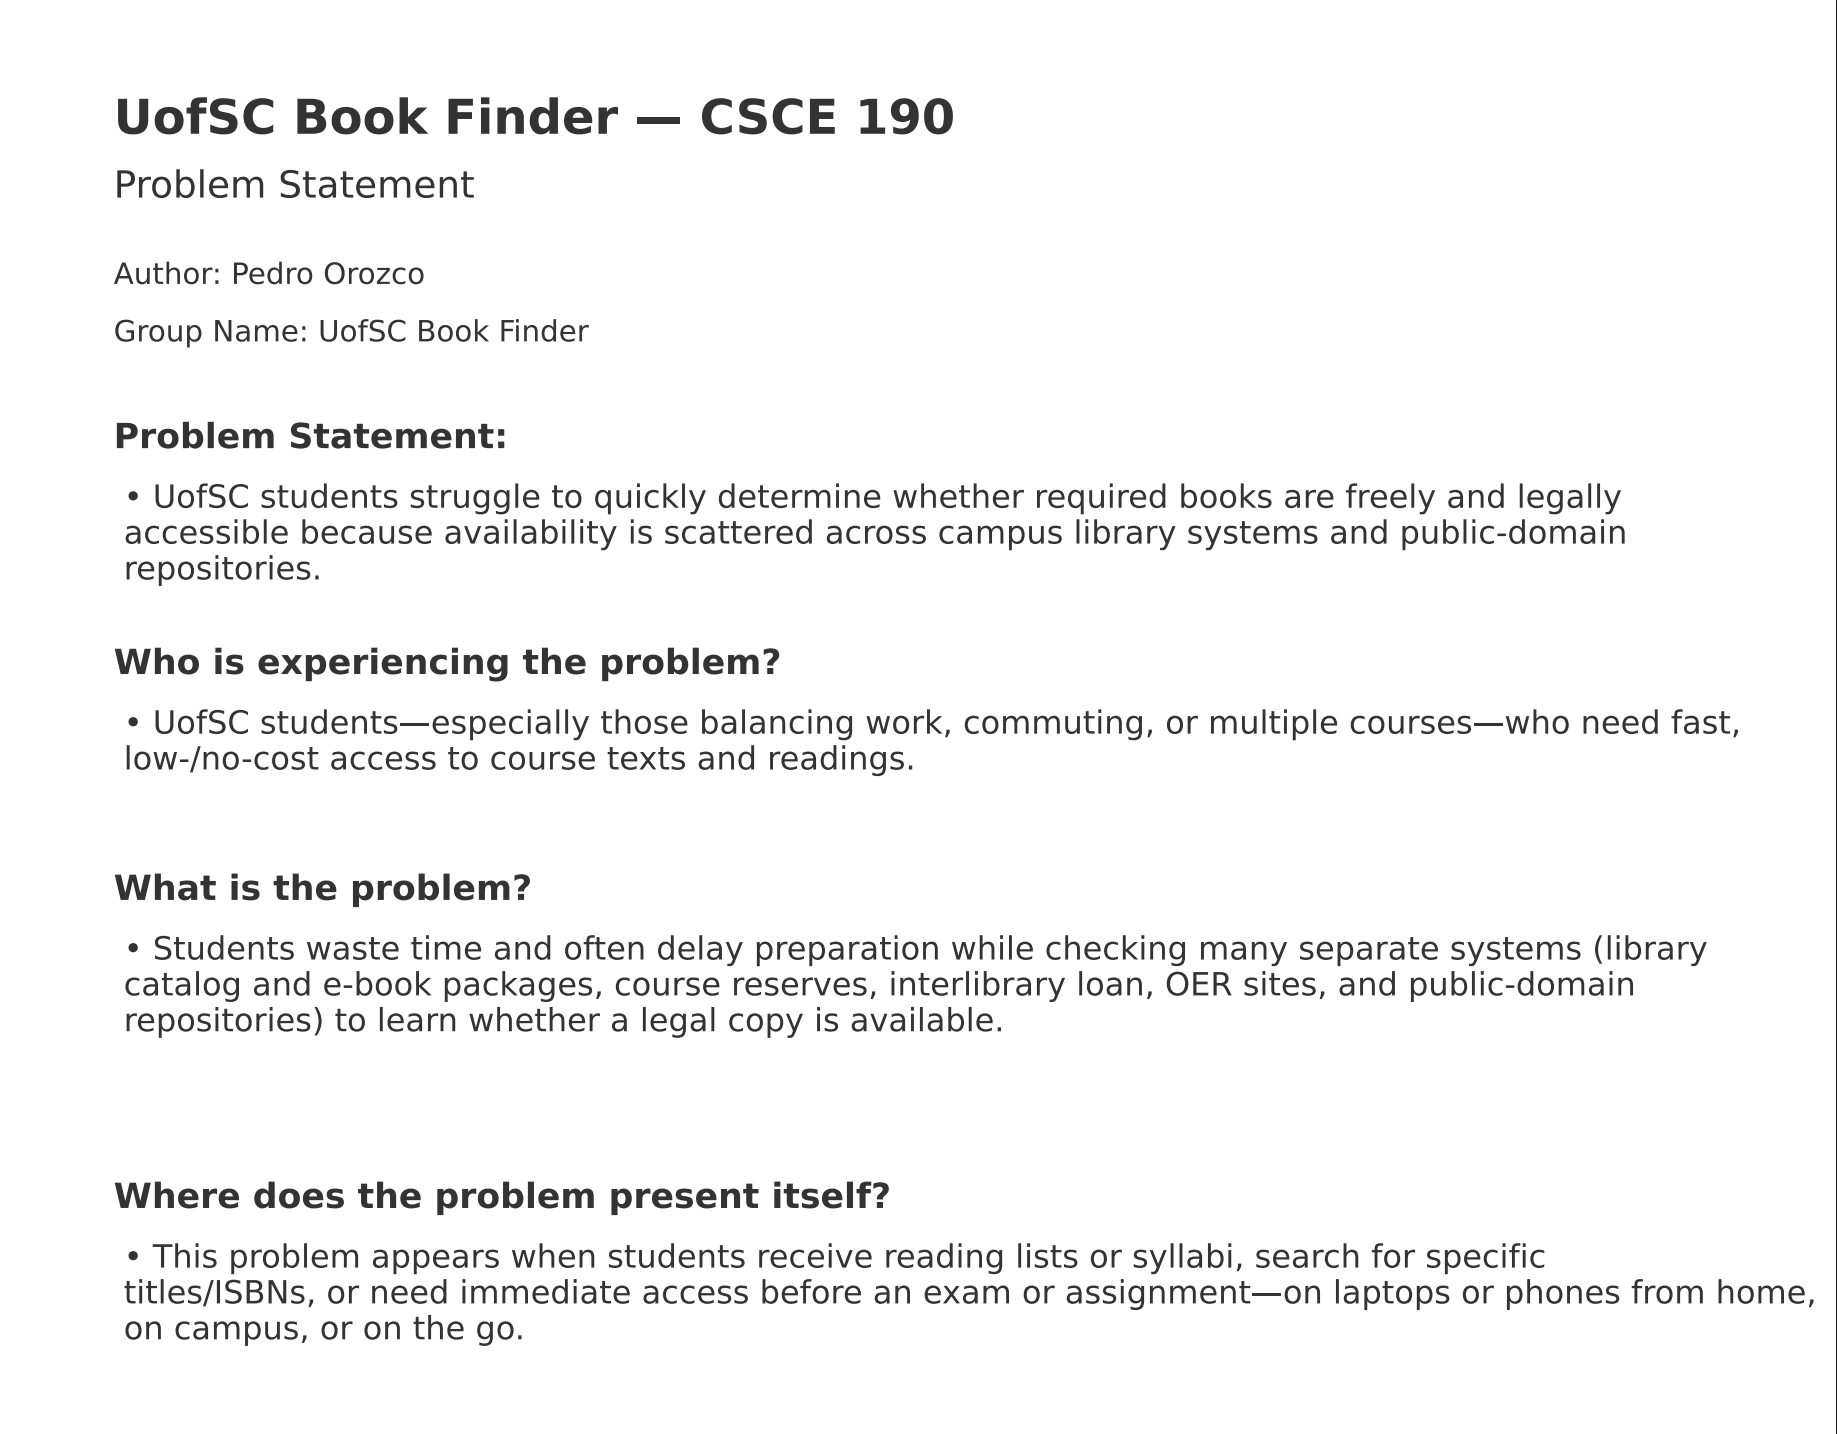 UofSC Book Finder — CSCE 190
Problem Statement
Author: Pedro Orozco
Group Name: UofSC Book Finder
Problem Statement:
• UofSC students struggle to quickly determine whether required books are freely and legally
accessible because availability is scattered across campus library systems and public-domain
repositories.
Who is experiencing the problem?
• UofSC students—especially those balancing work, commuting, or multiple courses—who need fast,
low-/no-cost access to course texts and readings.
What is the problem?
• Students waste time and often delay preparation while checking many separate systems (library
catalog and e-book packages, course reserves, interlibrary loan, OER sites, and public-domain
repositories) to learn whether a legal copy is available.
Where does the problem present itself?
• This problem appears when students receive reading lists or syllabi, search for specific
titles/ISBNs, or need immediate access before an exam or assignment—on laptops or phones from home,
on campus, or on the go.